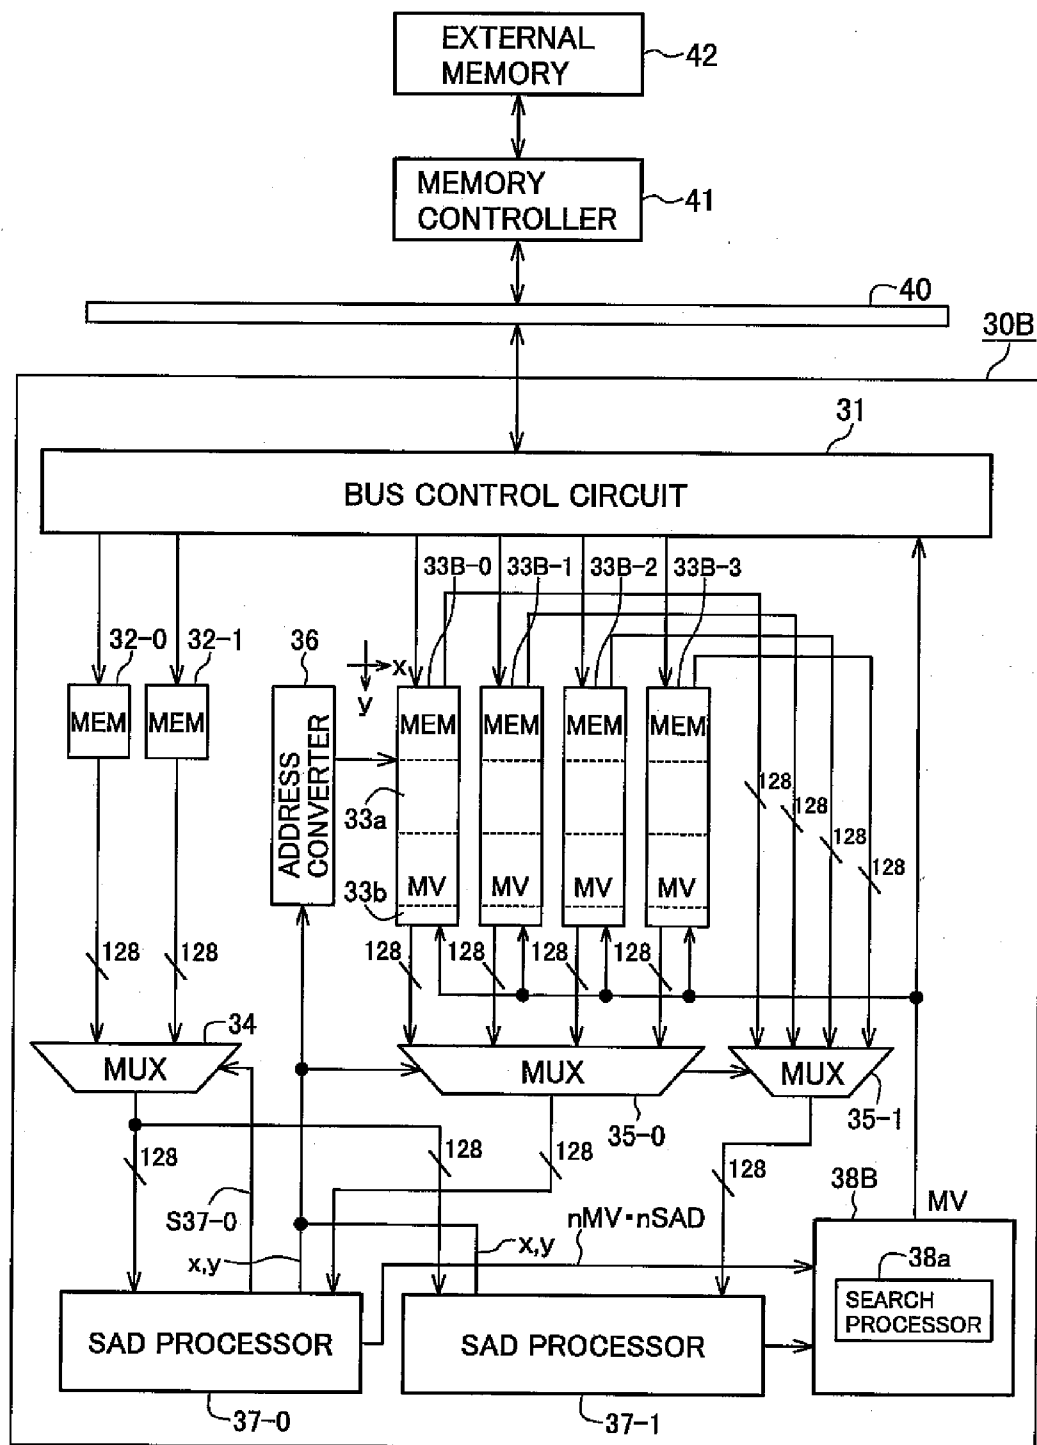 EXTERNAL
MEMORY
42
MEMORY
CONTROLLER
41
40
30B
31
BUS CONTROL CIRCUIT
33B-0
33B-1
33B-2
33B-3
32-0
32-1
36
x
y
MEM
MEM
MEM
MEM
MEM
MEM
ADDRESS
CONVERTER
33a
128
128
128
128
MV
MV
MV
MV
33b
128
128
128
128
128
128
34
MUX
MUX
MUX
35-0
35-1
128
128
128
128
S37-0
x,y
x,y
nMV・nSAD
38B
MV
38a
SEARCH
PROCESSOR
SAD PROCESSOR
SAD PROCESSOR
37-0
37-1